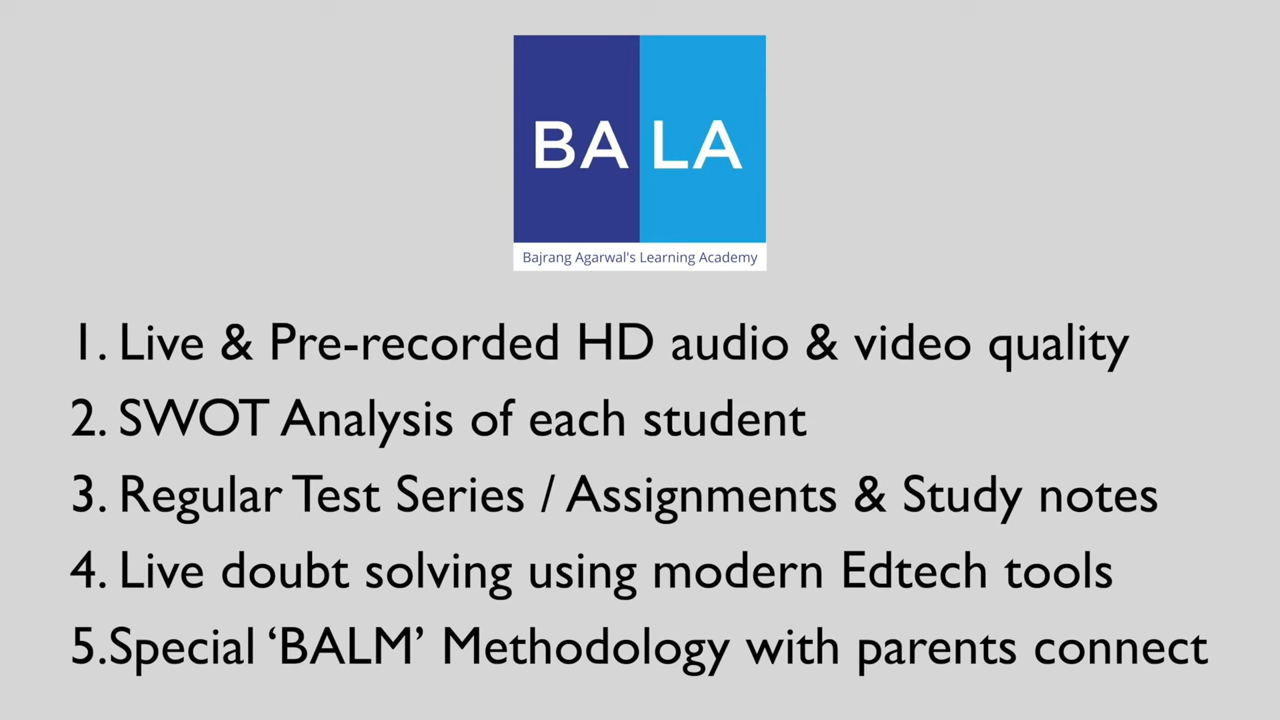 BALA
Bajrang Agarwal's Learning Academy
1. Live & Pre-recorded HD audio & video quality
2. SWOT Analysis of each student
3. Regular Test Series / Assignments & Study notes
4. Live doubt solving using modern Edtech tools
5.Special ‘BALM’ Methodology with parents connect